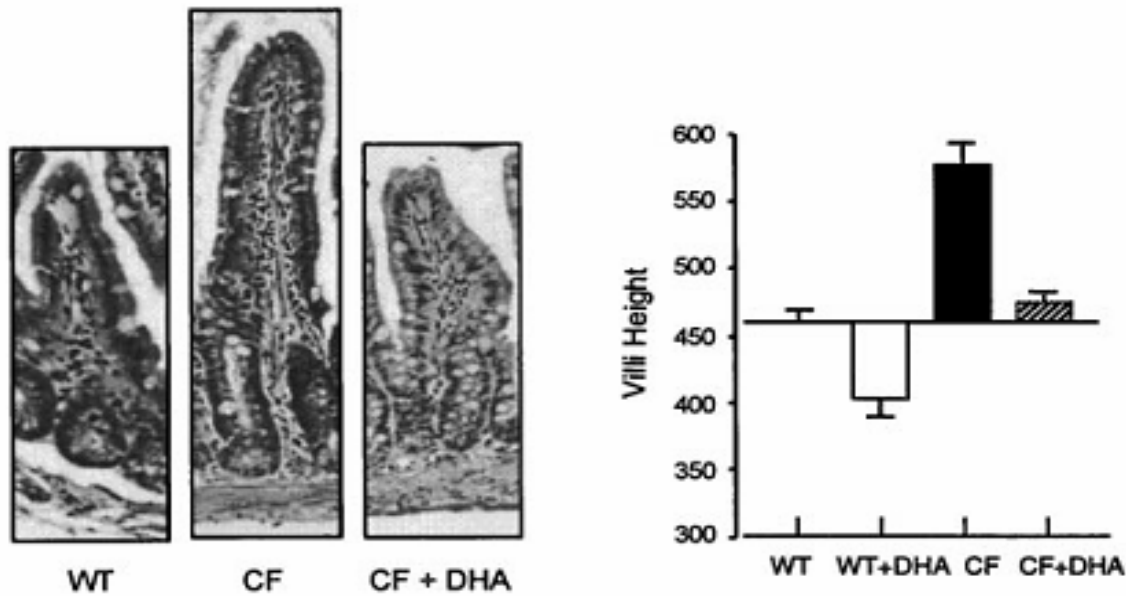 WT
CF
CF + DHA
Villi Height
600
550
500
450
400
350
300
WT
WT+DHA
CF
CF+DHA